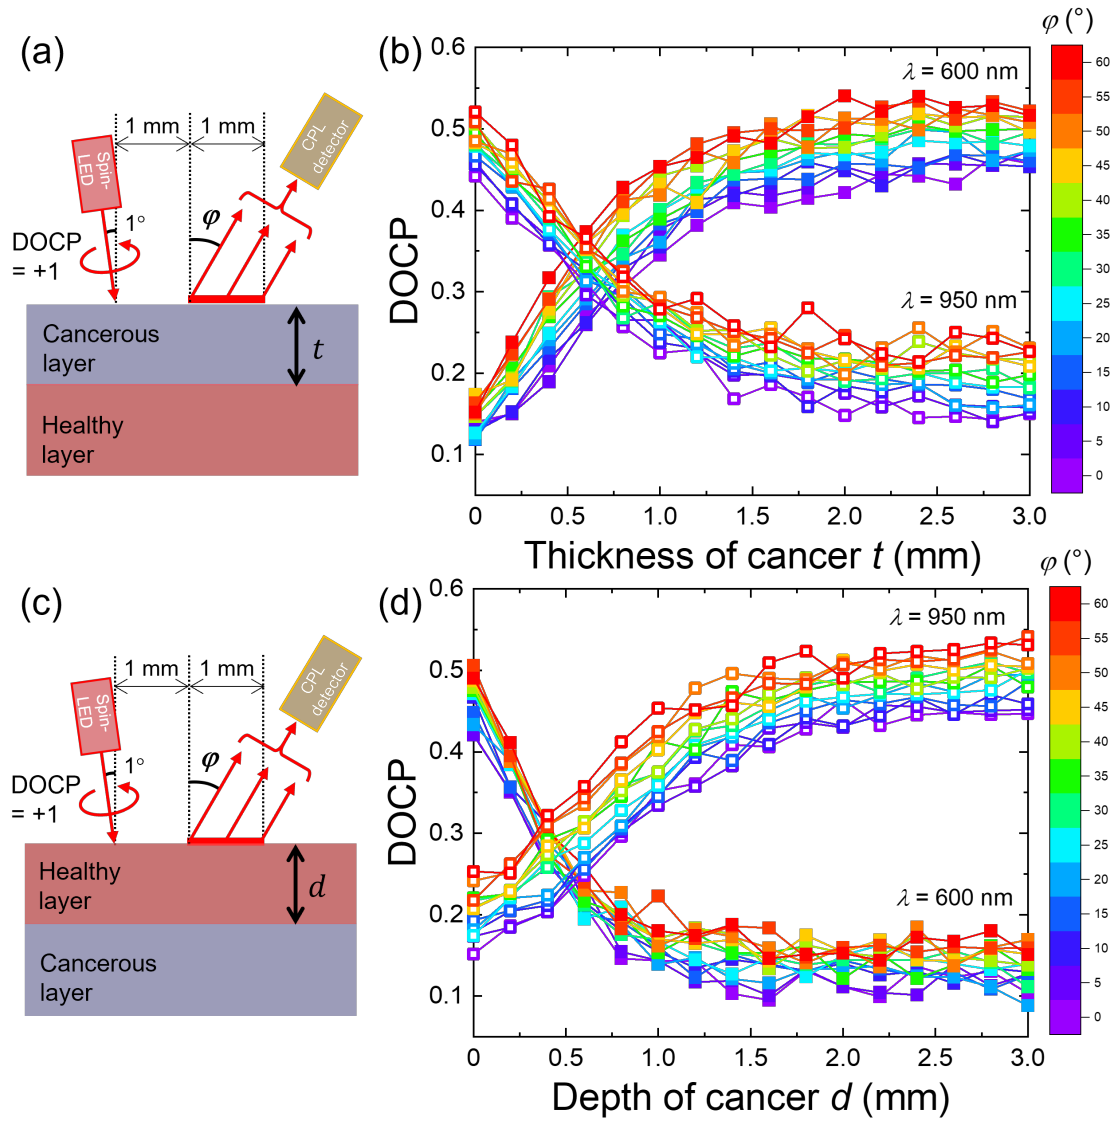 (a)
1 mm
1 mm
Spin-
LED
CPL
detector
1°
φ
DOCP
= +1
Cancerous
layer
t
Healthy
layer
(b)
DOCP
0.6
0.5
0.4
0.3
0.2
0.1
λ = 600 nm
λ = 950 nm
0
0.5
1.0
1.5
2.0
2.5
3.0
Thickness of cancer t (mm)
φ (°)
60
55
50
45
40
35
30
25
20
15
10
5
0
(c)
1 mm
1 mm
Spin-
LED
CPL
detector
1°
φ
DOCP
= +1
Healthy
layer
d
Cancerous
layer
(d)
DOCP
0.6
0.5
0.4
0.3
0.2
0.1
λ = 950 nm
λ = 600 nm
0
0.5
1.0
1.5
2.0
2.5
3.0
Depth of cancer d (mm)
φ (°)
60
55
50
45
40
35
30
25
20
15
10
5
0